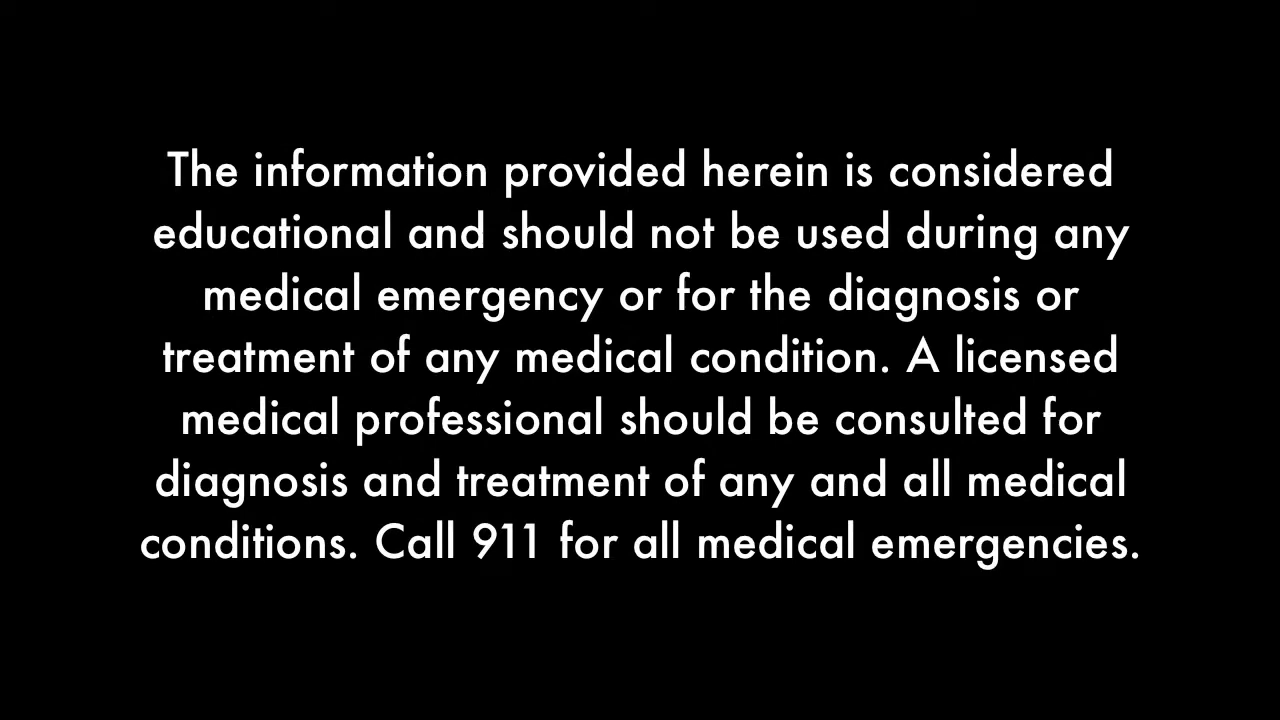 The information provided herein is considered
educational and should not be used during any
medical emergency or for the diagnosis or
treatment of any medical condition. A licensed
medical professional should be consulted for
diagnosis and treatment of any and all medical
conditions. Call 911 for all medical emergencies.